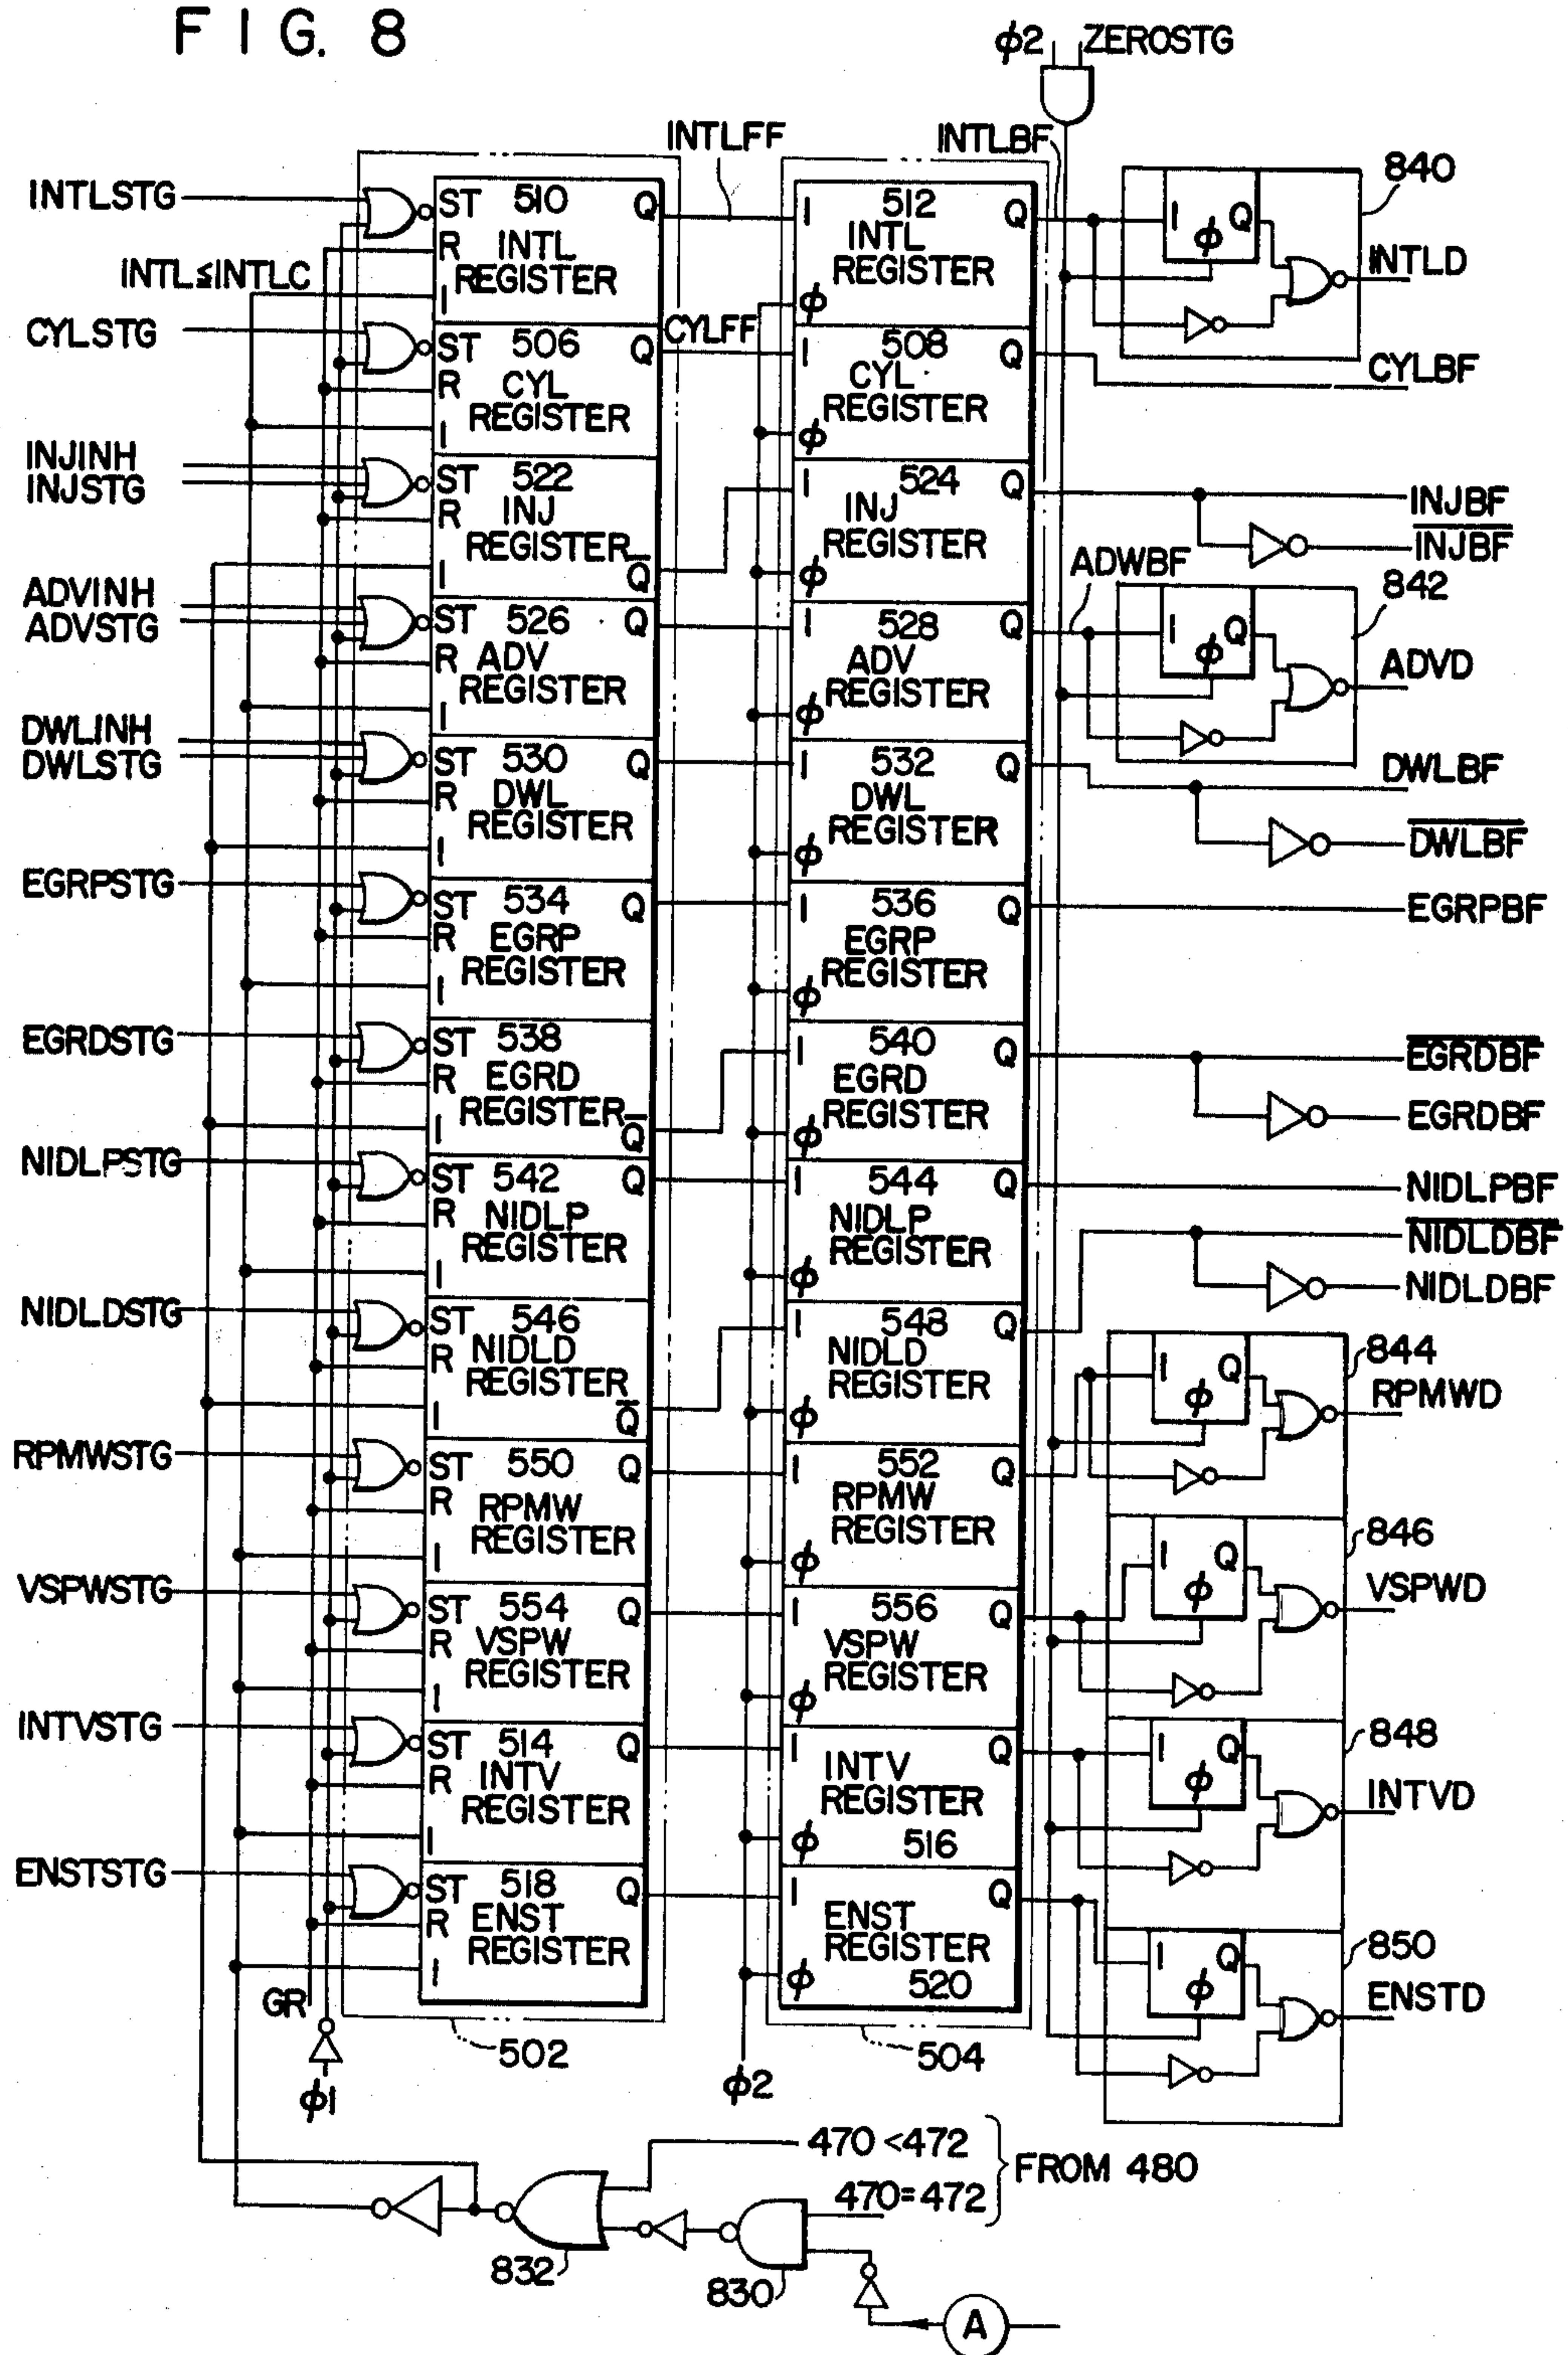 FIG. 8
φ2 ZEROSTG
INTLFF INTLBF
840
INTLSTG ST 510 Q I 512 Q I φ Q
R INTL REGISTER INTL REGISTER INTLD
INTL≦INTLC I φ
CYLSTG ST 506 Q CYLFF I 508 Q CYLBF
R CYL REGISTER CYL REGISTER
I φ
INJINH
INJSTG ST 522 I 524 Q INJBF
R INJ REGISTER INJ REGISTER I̅N̅J̅B̅F̅
I Q̅ φ
ADWBF 842
ADVINH
ADVSTG ST 526 Q I 528 Q I φ Q
R ADV REGISTER ADV REGISTER ADVD
I φ
DWLINH
DWLSTG ST 530 Q I 532 Q DWLBF
R DWL REGISTER DWL REGISTER D̅W̅L̅B̅F̅
I φ
EGRPSTG ST 534 Q I 536 Q EGRPBF
R EGRP REGISTER EGRP REGISTER
I φ
EGRDSTG ST 538 I 540 Q E̅G̅R̅D̅B̅F̅
R EGRD REGISTER EGRD REGISTER EGRDBF
I Q̅ φ
NIDLPSTG ST 542 Q I 544 Q NIDLPBF
R NIDLP REGISTER NIDLP REGISTER
I φ
N̅I̅D̅L̅D̅B̅F̅
NIDLDBF
NIDLDSTG ST 546 I 548 Q
R NIDLD REGISTER NIDLD REGISTER
I Q̅ φ
844
I φ Q RPMWD
RPMWSTG ST 550 Q I 552 Q
R RPMW REGISTER RPMW REGISTER
I φ
846
I φ Q VSPWD
VSPWSTG ST 554 Q I 556 Q
R VSPW REGISTER VSPW REGISTER
I φ
848
INTVSTG ST 514 Q I Q I φ Q
R INTV REGISTER INTV REGISTER INTVD
I φ 516
ENSTSTG ST 518 Q I Q
R ENST REGISTER ENST REGISTER
I φ 520
850
I φ Q ENSTD
GR
502 504
φ1 φ2
470 <472
470=472
FROM 480
832
830
A